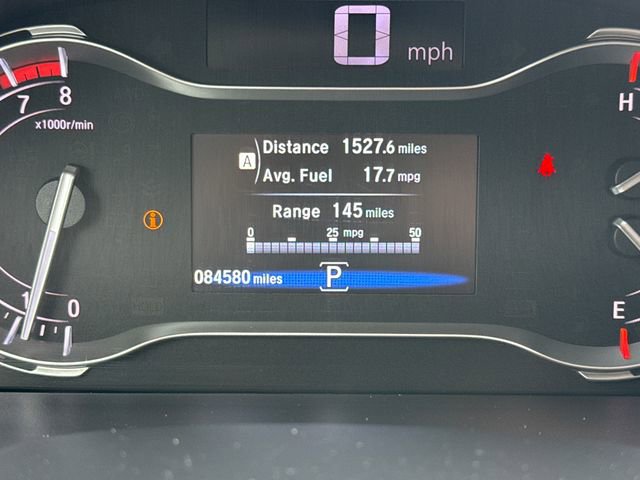 0 mph
7 8
x1000r/min
A Distance 1527.6 miles
Avg. Fuel 17.7 mpg
Range 145 miles
0 25 mpg 50
084580 miles P
1 0
H
E